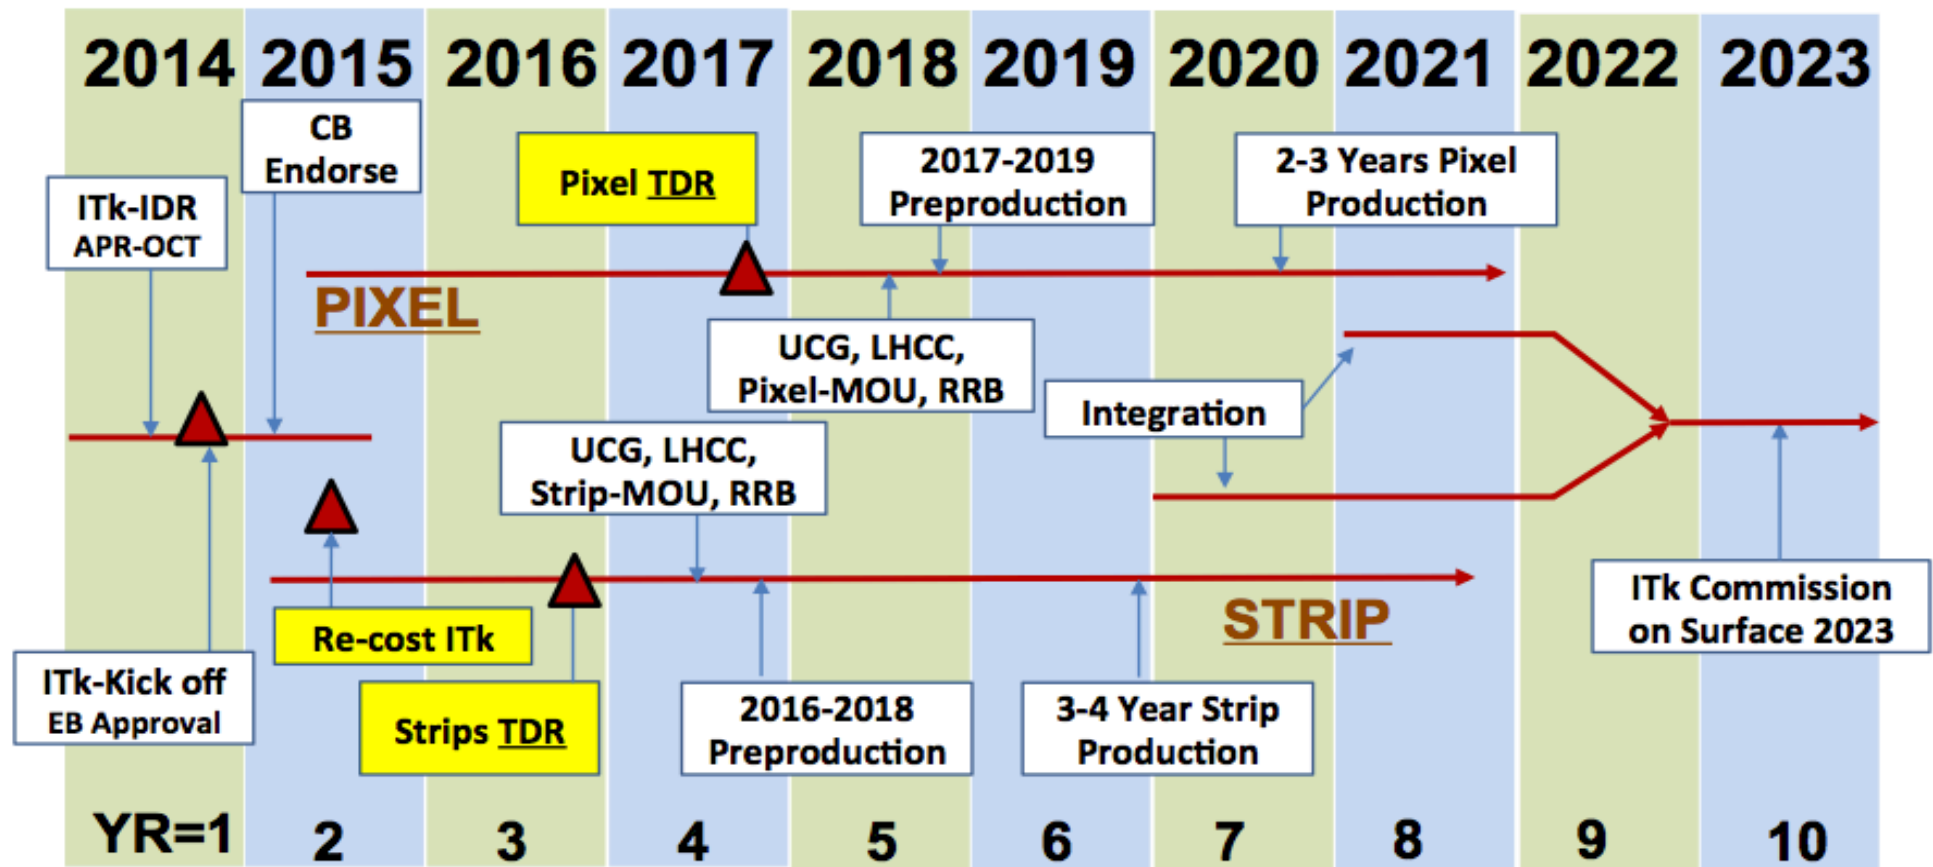 2014 2015 2016 2017 2018 2019 2020 2021 2022 2023
CB
Endorse
Pixel TDR
2017-2019
Preproduction
2-3 Years Pixel
Production
ITk-IDR
APR-OCT
PIXEL
UCG, LHCC,
Pixel-MOU, RRB
Integration
UCG, LHCC,
Strip-MOU, RRB
Re-cost ITk
STRIP
ITk Commission
on Surface 2023
ITk-Kick off
EB Approval
Strips TDR
2016-2018
Preproduction
3-4 Year Strip
Production
YR=1 2 3 4 5 6 7 8 9 10